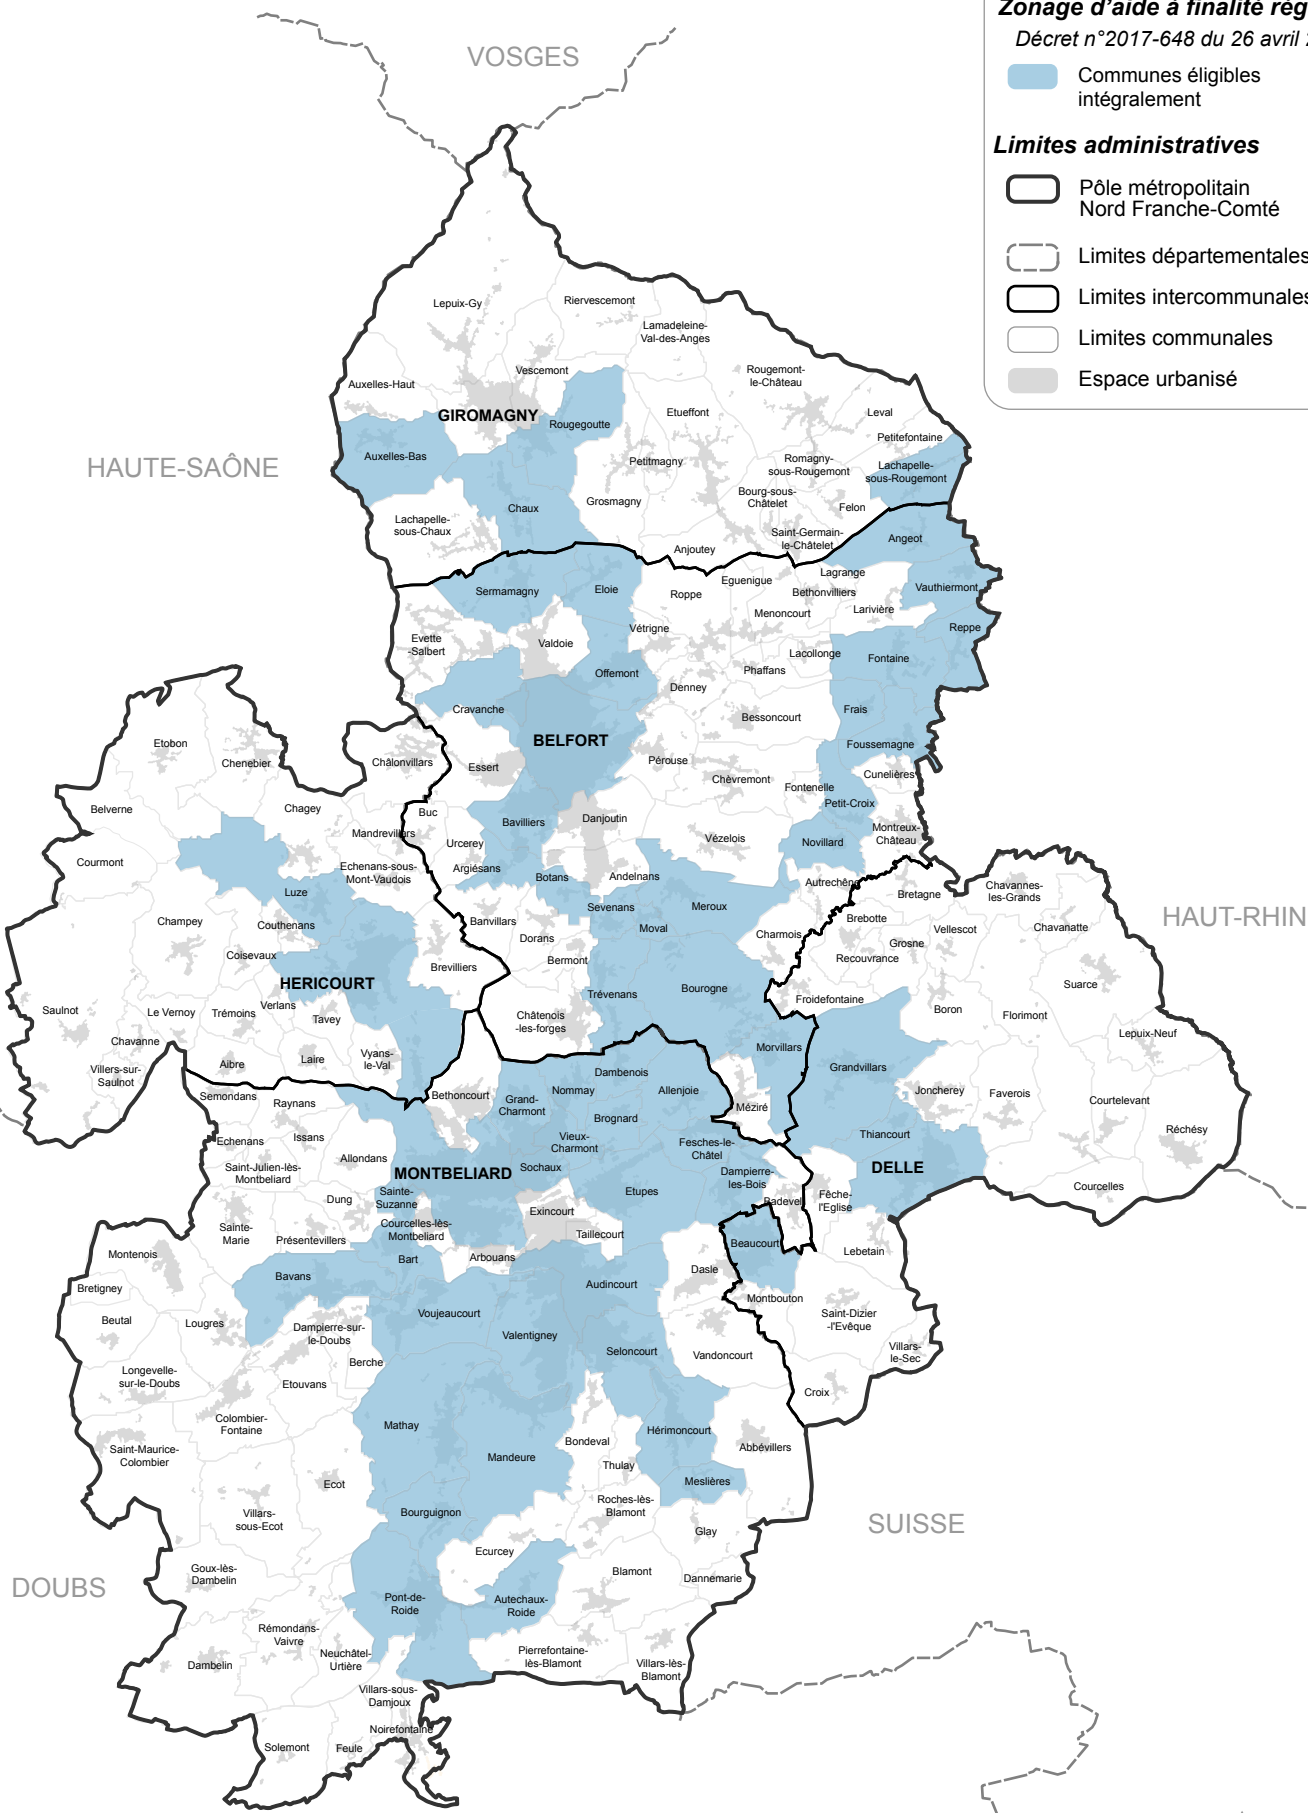 VOSGES
Zonage d'aide à finalité rég
Décret n°2017-648 du 26 avril
Communes éligibles
intégralement
Limites administratives
Pôle métropolitain
Nord Franche-Comté
Limites départementales
Limites intercommunales
Limites communales
Espace urbanisé
HAUTE-SAÔNE
HAUT-RHIN
SUISSE
DOUBS
Lepuix-Gy
Riervescemont
Lamadeleine-
Val-des-Anges
Vescemont
Rougemont-
le-Château
Auxelles-Haut
GIROMAGNY
Rougegoutte
Etueffont
Leval
Petitefontaine
Auxelles-Bas
Petitmagny
Romagny-
sous-Rougemont
Lachapelle-
sous-Rougemont
Bourg-sous-
Châtelet
Grosmagny
Chaux
Felon
Lachapelle-
sous-Chaux
Saint-Germain-
le-Châtelet
Angeot
Anjoutey
Eguenigue
Lagrange
Sermamagny
Eloie
Roppe
Bethonvilliers
Vauthiermont
Menoncourt
Larivière
Evette
-Salbert
Valdoie
Vétrigne
Reppe
Lacollonge
Fontaine
Offemont
Phaffans
Denney
Cravanche
Frais
Bessoncourt
BELFORT
Foussemagne
Etobon
Chenebier
Châlonvillars
Essert
Pérouse
Cunelières
Chèvremont
Fontenelle
Petit-Croix
Belverne
Chagey
Buc
Bavilliers
Danjoutin
Mandrevillars
Montreux-
Château
Vézelois
Novillard
Urcerey
Courmont
Echenans-sous-
Mont-Vaudois
Argiésans
Botans
Andelnans
Autrechêne
Luze
Bretagne
Chavannes-
les-Grands
Sevenans
Meroux
Champey
Couthenans
Banvillars
Moval
Charmois
Brebotte
Vellescot
Chavanatte
Dorans
Grosne
Coisevaux
Bermont
Recouvrance
Brevilliers
HERICOURT
Trévenans
Bourogne
Suarce
Froidefontaine
Saulnot
Le Vernoy
Trémoins
Verlans
Tavey
Châtenois
-les-forges
Boron
Florimont
Chavanne
Lepuix-Neuf
Morvillars
Villers-sur-
Saulnot
Aibre
Laire
Vyans-
le-Val
Grandvillars
Dambenois
Semondans
Raynans
Bethoncourt
Grand-
Charmont
Nommay
Allenjoie
Joncherey
Faverois
Courtelevant
Méziré
Brognard
Echenans
Issans
Vieux-
Charmont
Fesches-le-
Châtel
Thiancourt
Réchésy
Allondans
Saint-Julien-lès-
Montbeliard
MONTBELIARD
Sochaux
Dampierre-
les-Bois
DELLE
Courcelles
Dung
Sainte-
Suzanne
Etupes
Badevel
Fêche-
l'Eglise
Exincourt
Sainte-
Marie
Présentevillers
Courcelles-lès-
Montbeliard
Taillecourt
Beaucourt
Lebetain
Montenois
Bart
Arbouans
Dasle
Bavans
Audincourt
Bretigney
Montbouton
Beutal
Lougres
Voujeaucourt
Dampierre-sur-
le-Doubs
Valentigney
Saint-Dizier
-l'Evêque
Seloncourt
Vandoncourt
Villars-
le-Sec
Berche
Longevelle-
sur-le-Doubs
Etouvans
Croix
Colombier-
Fontaine
Mathay
Hérimoncourt
Bondeval
Abbévillers
Saint-Maurice-
Colombier
Mandeure
Thulay
Meslières
Ecot
Roches-lès-
Blamont
Villars-
sous-Ecot
Bourguignon
Glay
Ecurcey
Goux-lès-
Dambelin
Blamont
Dannemarie
Pont-de-
Roide
Autechaux-
Roide
Rémondans-
Vaivre
Neuchâtel-
Urtière
Pierrefontaine-
lès-Blamont
Villars-lès-
Blamont
Dambelin
Villars-sous-
Damjoux
Noirefontaine
Solemont
Feule